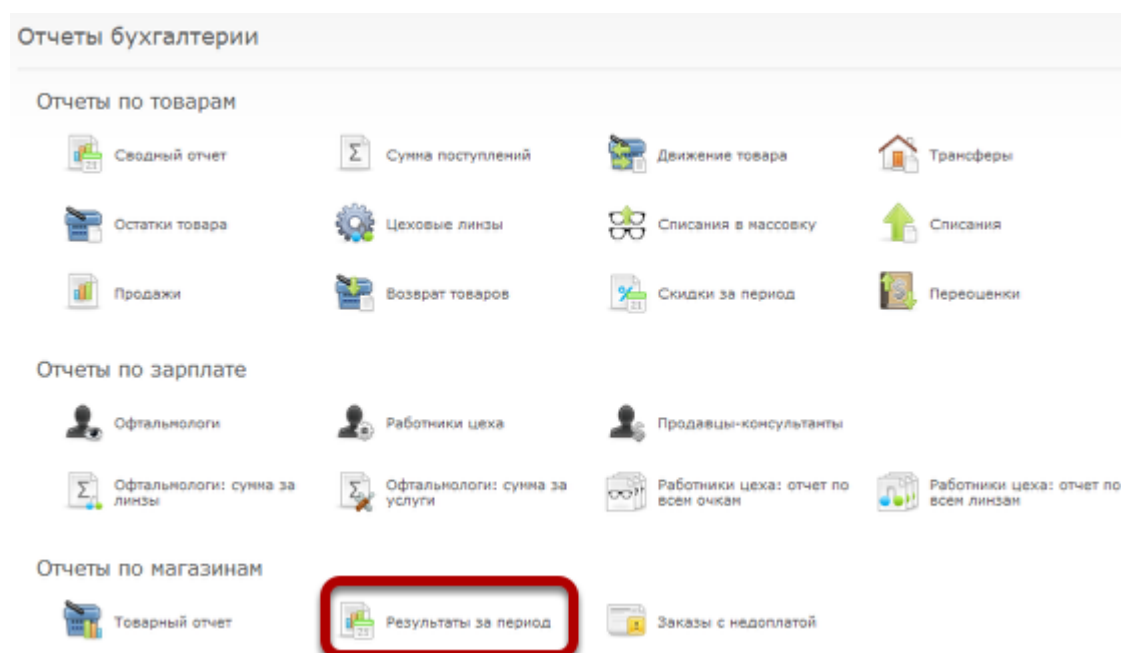 Отчеты бухгалтерии
Отчеты по товарам
Сводный отчет
Сумма поступлений
Движение товара
Трансферы
Остатки товара
Цеховые линзы
Списания в массовку
Списания
Продажи
Возврат товаров
Скидки за период
Переоценки
Отчеты по зарплате
Офтальмологи
Работники цеха
Продавцы-консультанты
Офтальмологи: сумма за
линзы
Офтальмологи: сумма за
услуги
Работники цеха: отчет по
всем очкам
Работники цеха: отчет по
всем линзам
Отчеты по магазинам
Товарный отчет
Результаты за период
Заказы с недоплатой